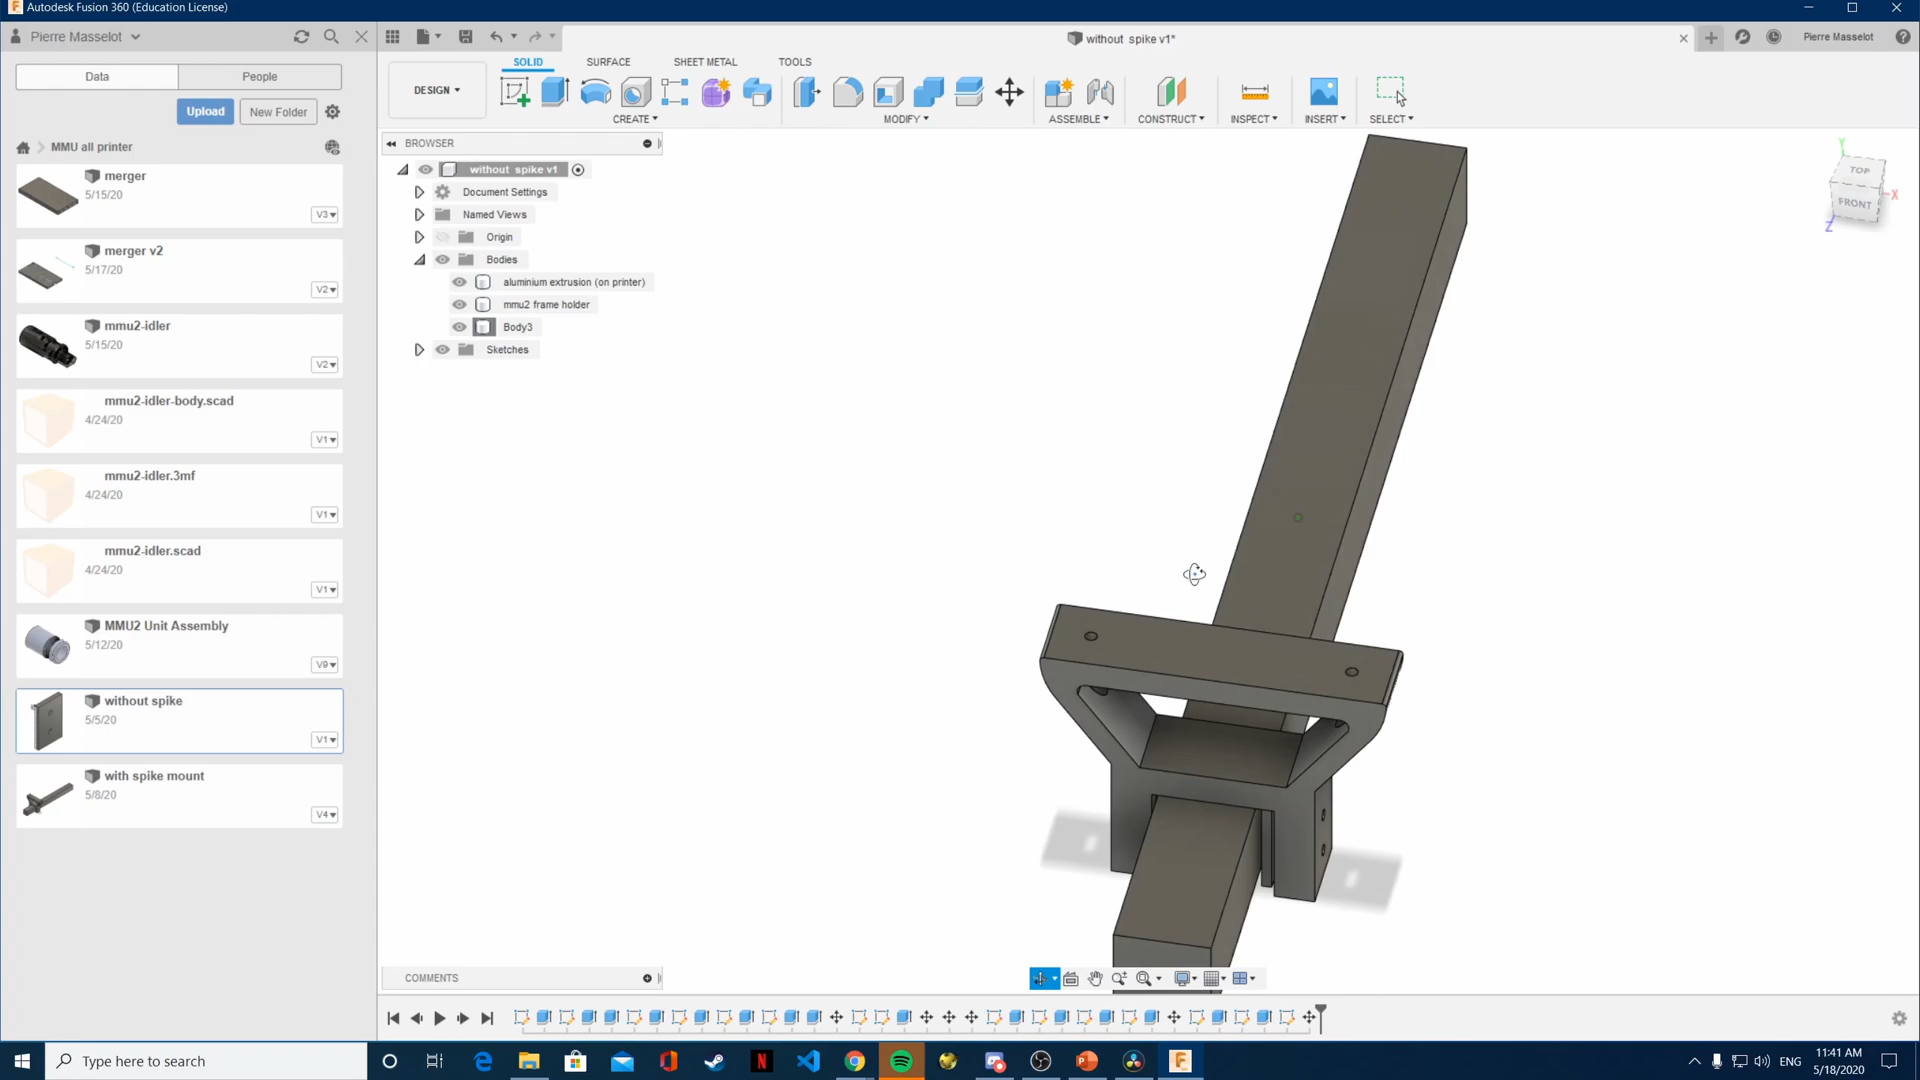 Autodesk Fusion 360 (Education License)
Pierre Masselot
without spike v1*
Pierre Masselot
Data
People
Upload
New Folder
MMU all printer
merger
5/15/20
V3
merger v2
5/17/20
V2
mmu2-idler
5/15/20
V2
mmu2-idler-body.scad
4/24/20
V1
mmu2-idler.3mf
4/24/20
V1
mmu2-idler.scad
4/24/20
V1
MMU2 Unit Assembly
5/12/20
V9
without spike
5/5/20
V1
with spike mount
5/8/20
V4
SOLID
SURFACE
SHEET METAL
TOOLS
DESIGN
CREATE
MODIFY
ASSEMBLE
CONSTRUCT
INSPECT
INSERT
SELECT
BROWSER
without spike v1
Document Settings
Named Views
Origin
Bodies
aluminium extrusion (on printer)
mmu2 frame holder
Body3
Sketches
Y
TOP
X
FRONT
Z
COMMENTS
Type here to search
ENG
11:41 AM
5/18/2020